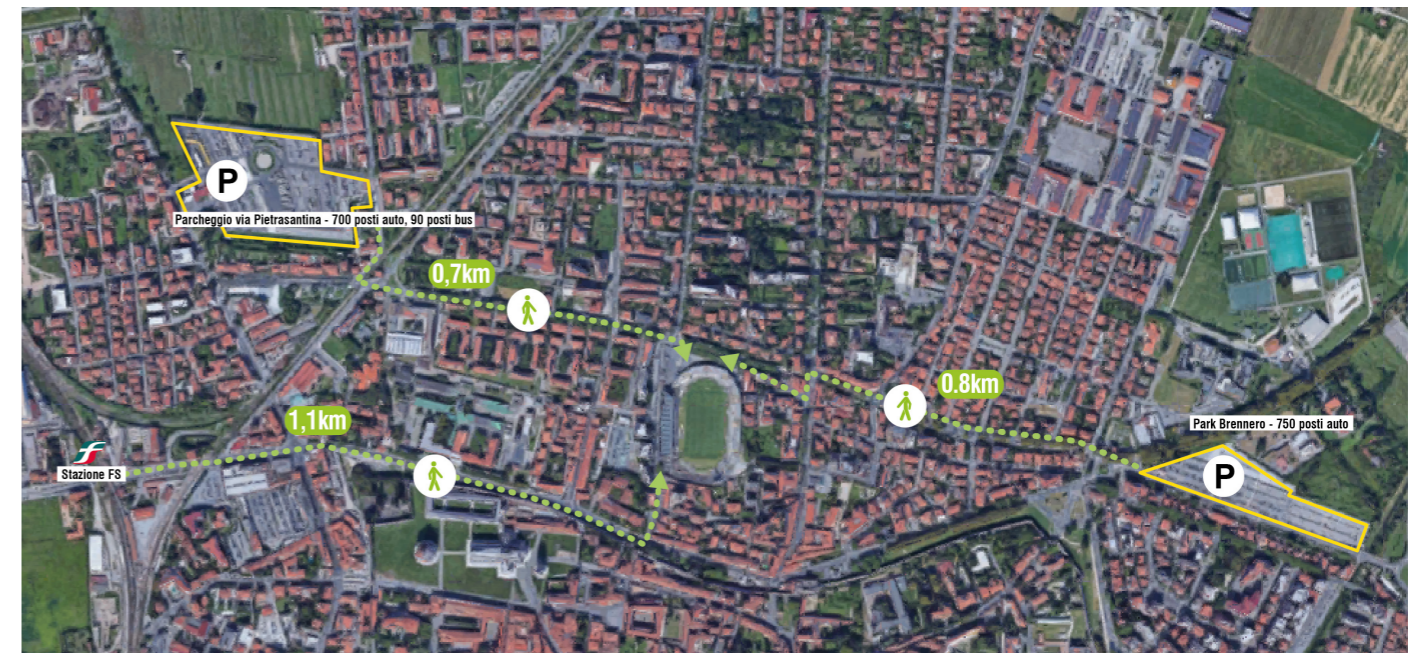 P
Parcheggio via Pietrasantina - 700 posti auto, 90 posti bus
0,7km
0.8km
1,1km
Park Brennero - 750 posti auto
P
Stazione FS